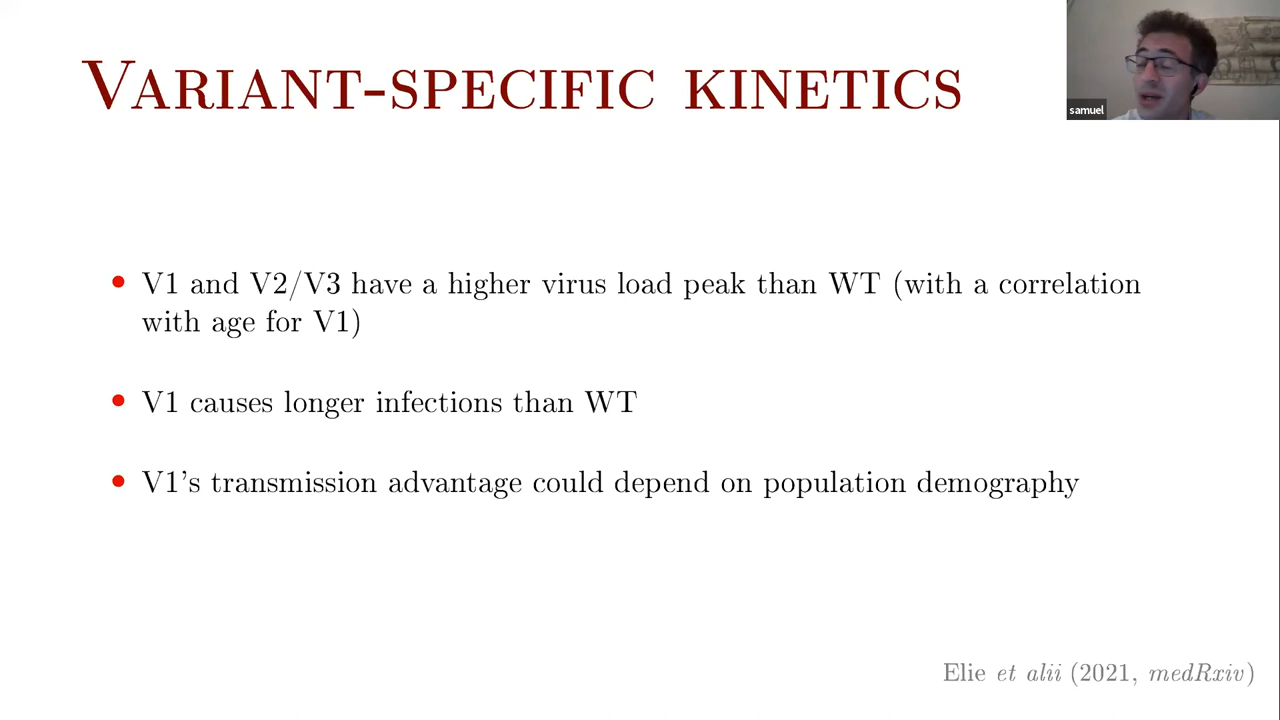 VARIANT-SPECIFIC KINETICS
samuel
• V1 and V2/V3 have a higher virus load peak than WT (with a correlation
with age for V1)
• V1 causes longer infections than WT
• V1's transmission advantage could depend on population demography
Elie et alii (2021, medRxiv)